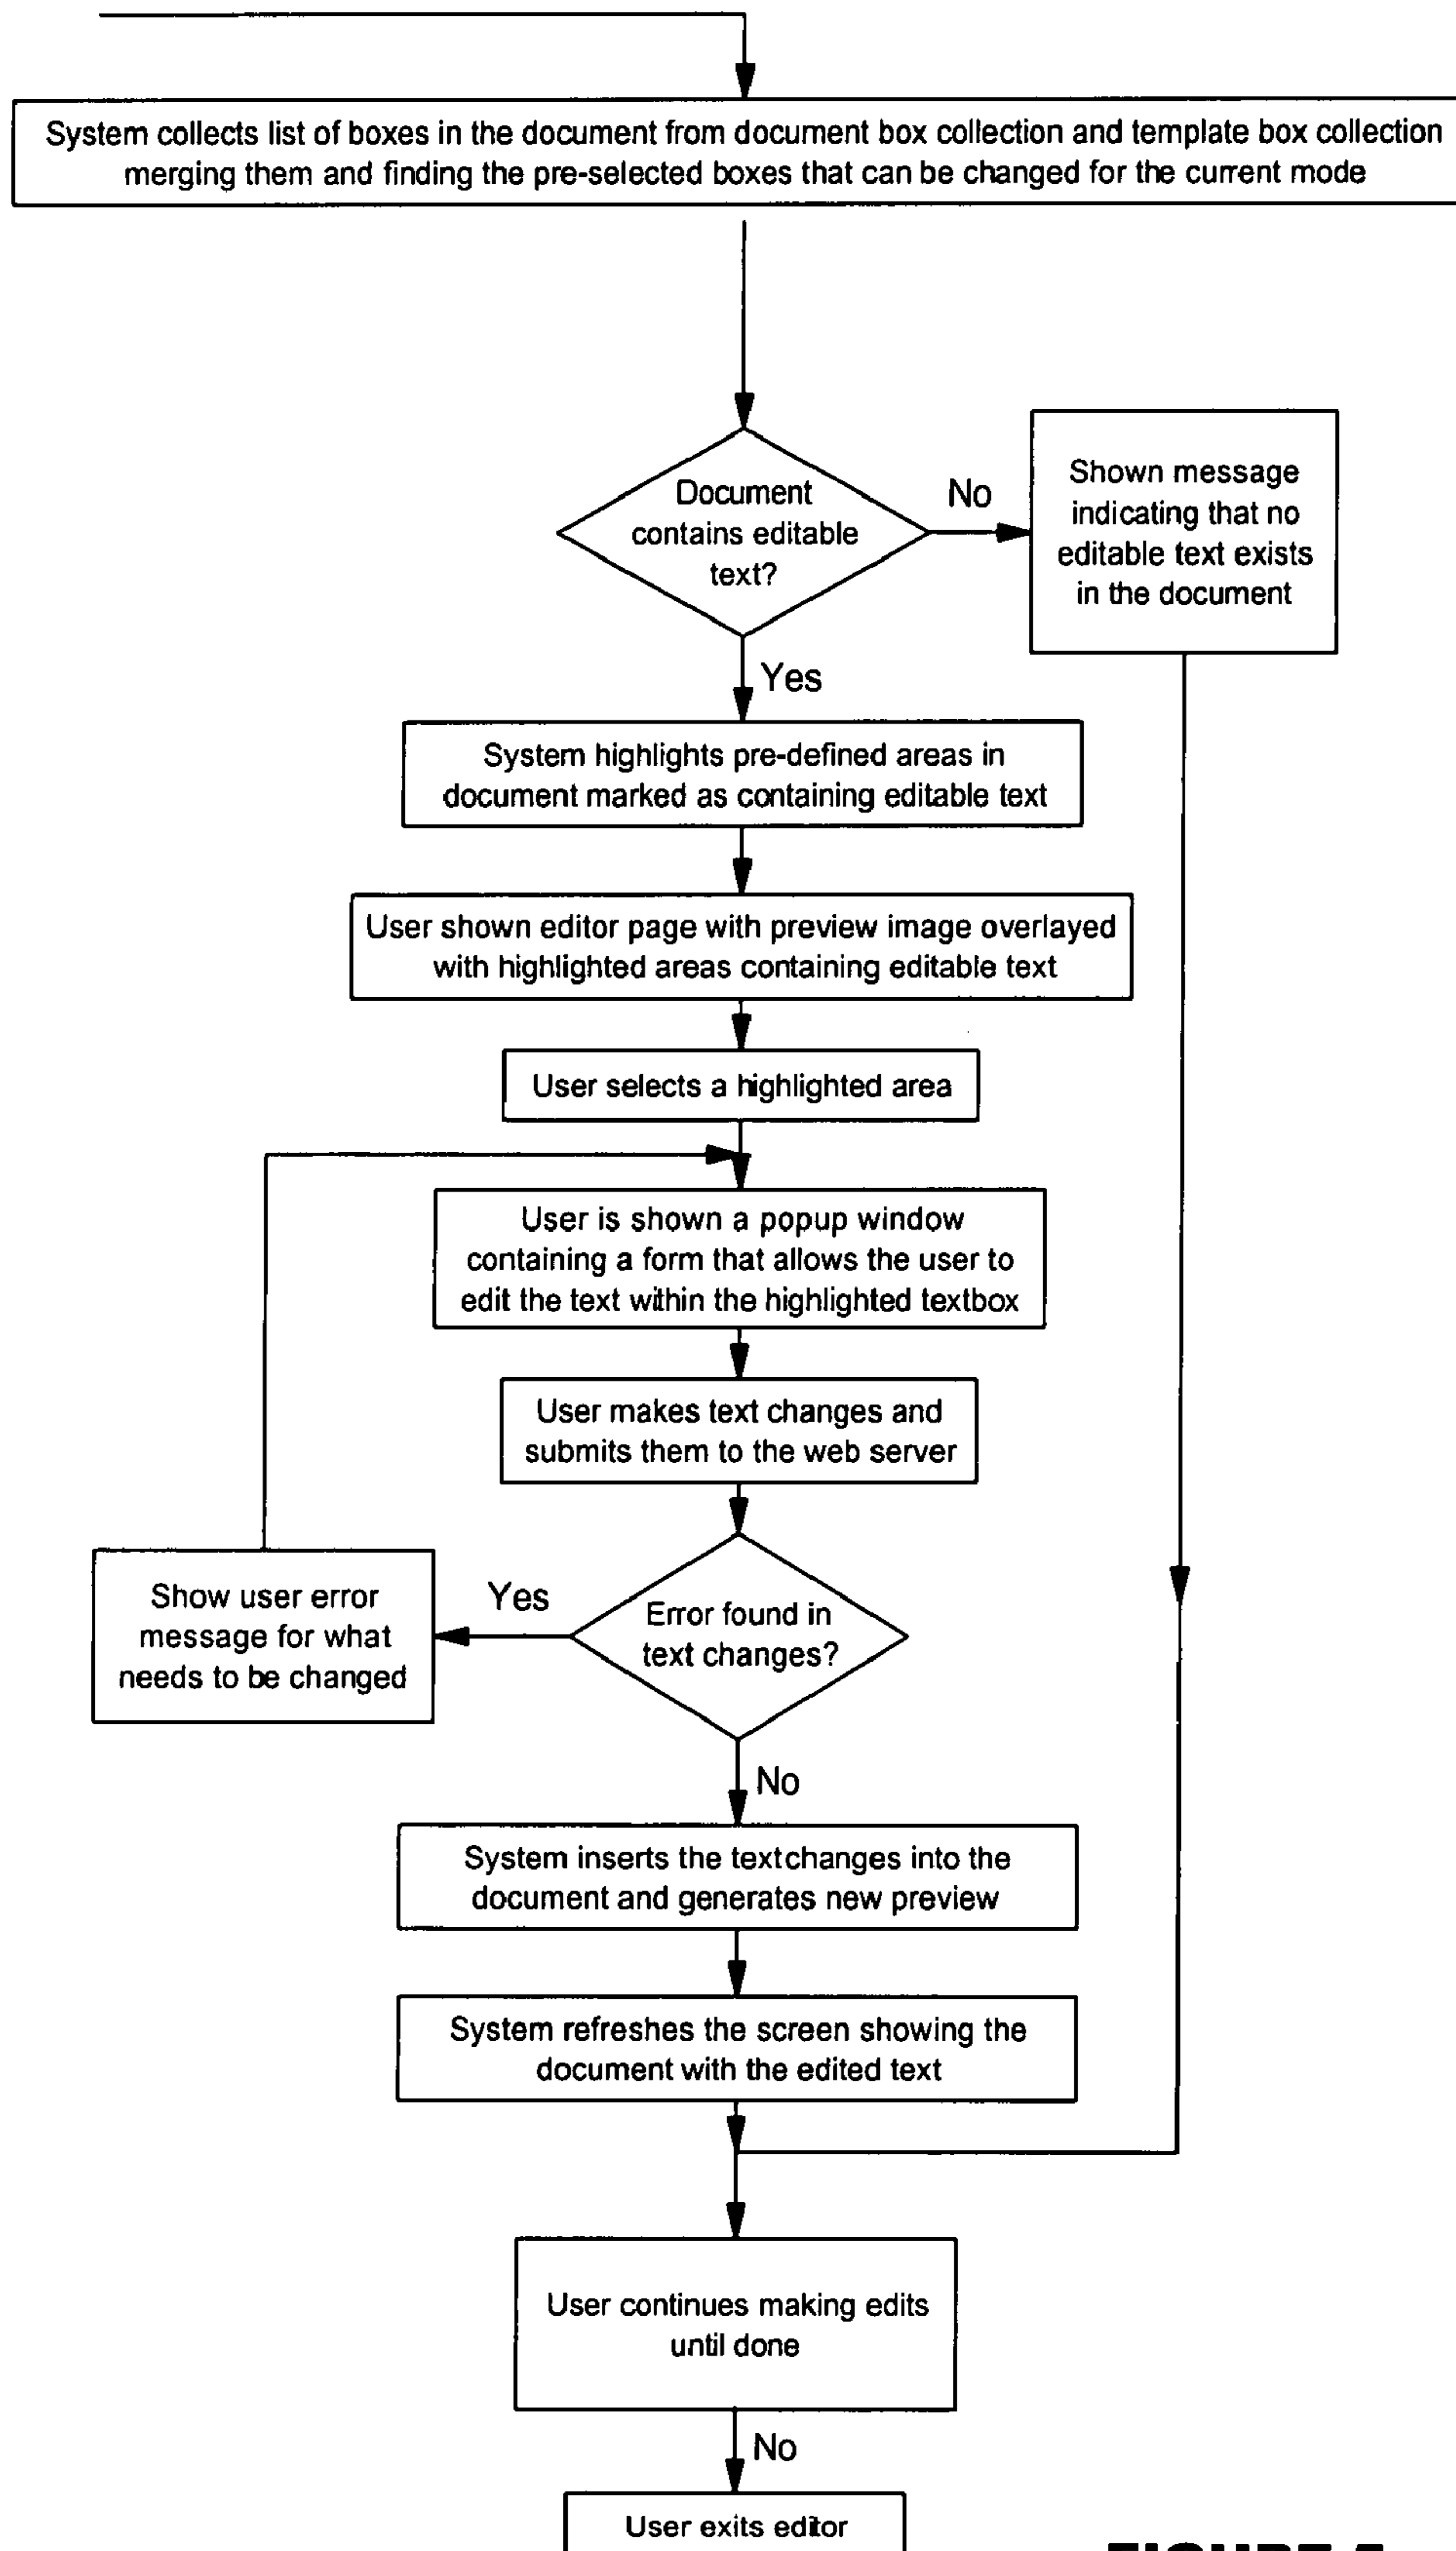 System collects list of boxes in the document from document box collection and template box collection
merging them and finding the pre-selected boxes that can be changed for the current mode
Document
contains editable
text?
No
Shown message
indicating that no
editable text exists
in the document
Yes
System highlights pre-defined areas in
document marked as containing editable text
User shown editor page with preview image overlayed
with highlighted areas containing editable text
User selects a highlighted area
User is shown a popup window
containing a form that allows the user to
edit the text within the highlighted textbox
User makes text changes and
submits them to the web server
Error found in
text changes?
Yes
Show user error
message for what
needs to be changed
No
System inserts the text changes into the
document and generates new preview
System refreshes the screen showing the
document with the edited text
User continues making edits
until done
No
User exits editor